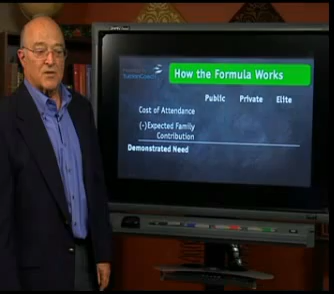 How the Formula Works
Public Private Elite
Cost of Attendance
(-)Expected Family
Contribution
Demonstrated Need